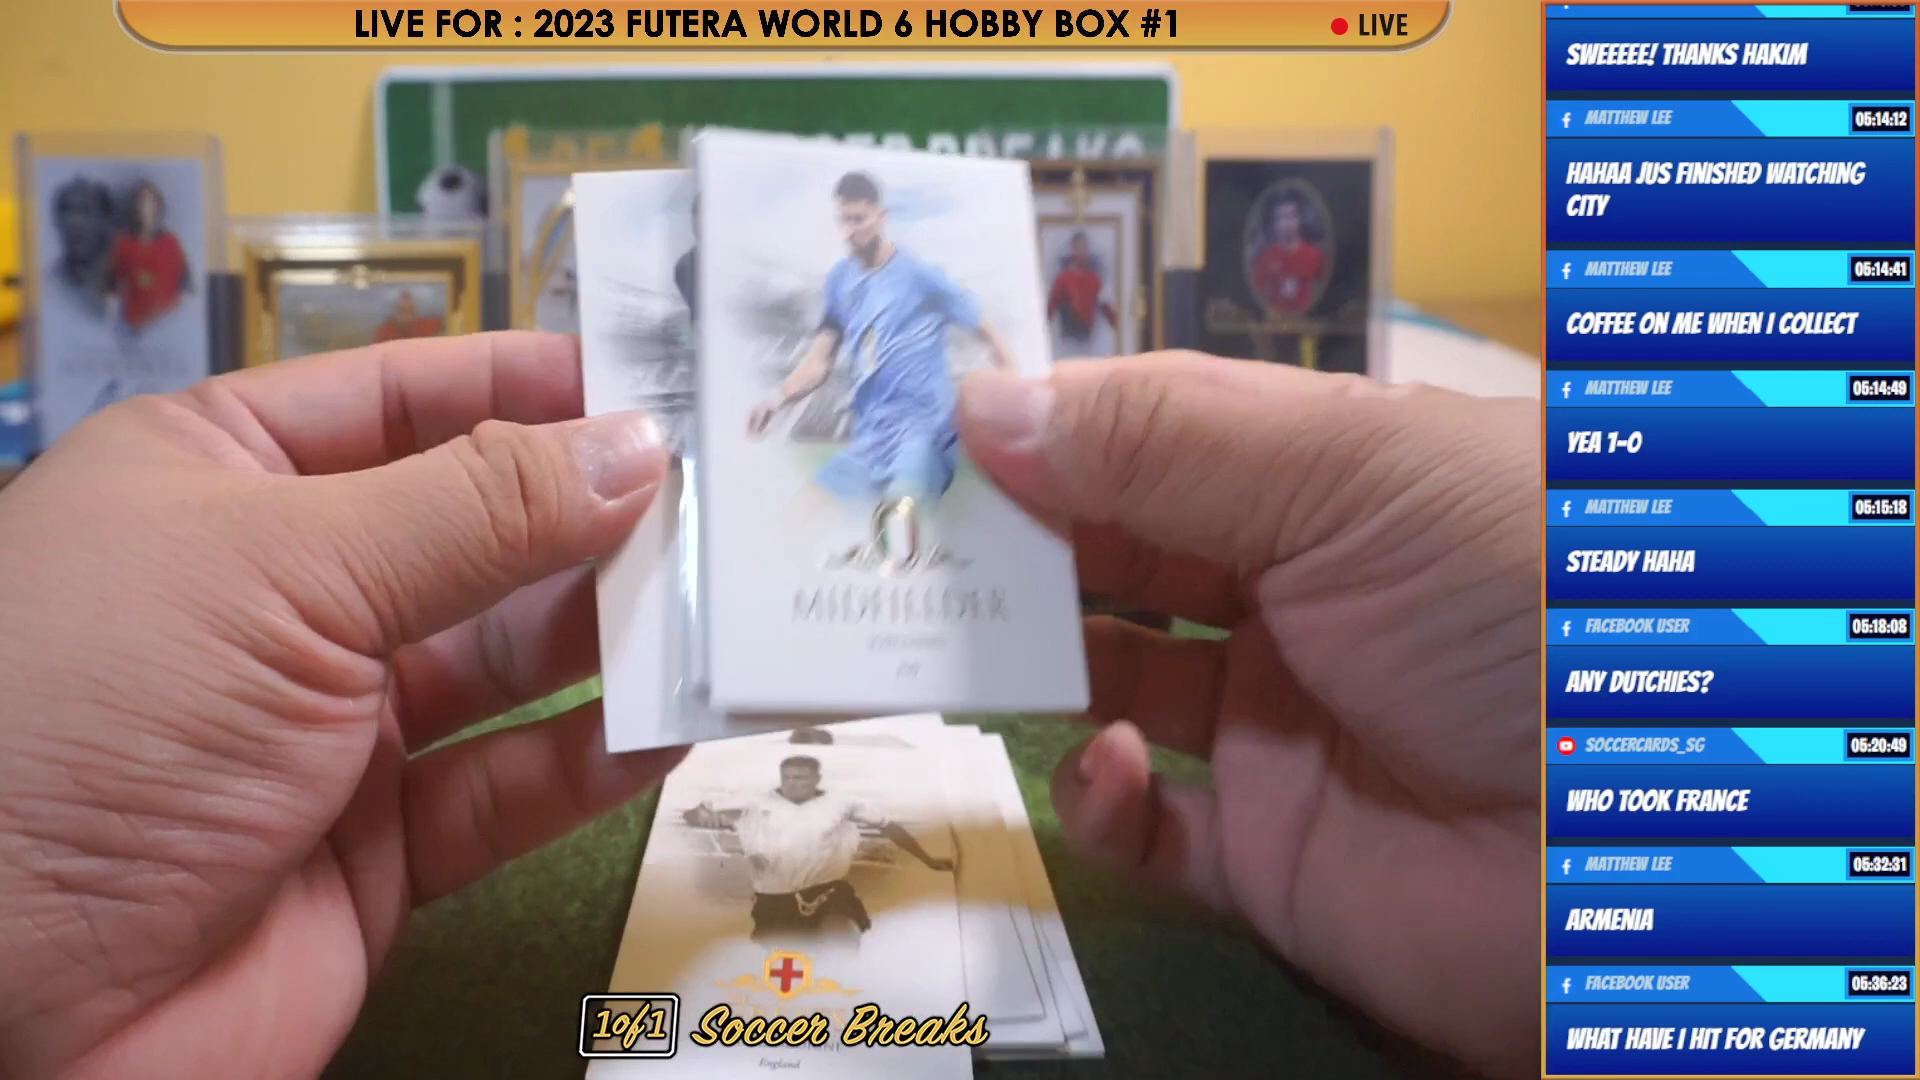 LIVE FOR : 2023 FUTERA WORLD 6 HOBBY BOX #1
LIVE
MIDFIELDER
England
1of1 Soccer Breaks
SWEEEEE! THANKS HAKIM
MATTHEW LEE 05:14:12
HAHAA JUS FINISHED WATCHING
CITY
MATTHEW LEE 05:14:41
COFFEE ON ME WHEN I COLLECT
MATTHEW LEE 05:14:49
YEA 1-0
MATTHEW LEE 05:15:18
STEADY HAHA
FACEBOOK USER 05:18:08
ANY DUTCHIES?
SOCCERCARDS_SG 05:20:49
WHO TOOK FRANCE
MATTHEW LEE 05:32:31
ARMENIA
FACEBOOK USER 05:36:23
WHAT HAVE I HIT FOR GERMANY